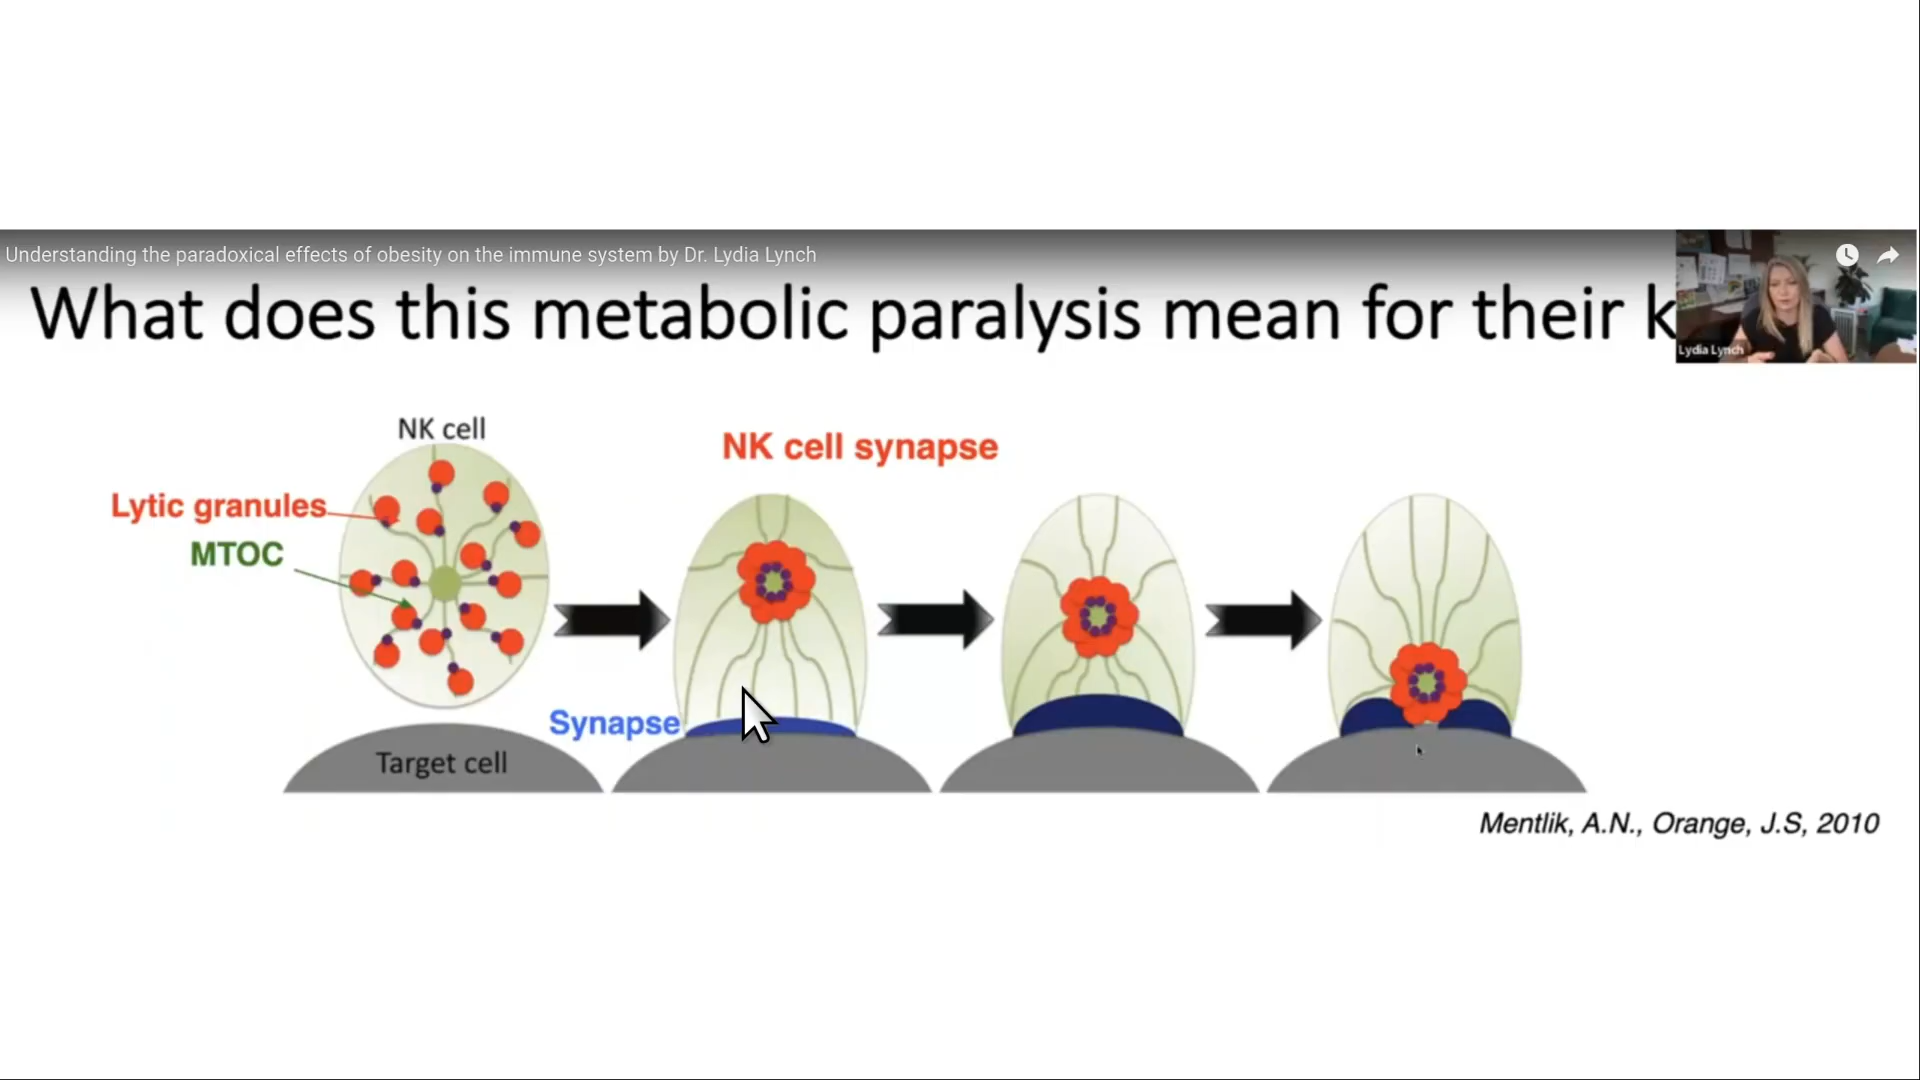 Understanding the paradoxical effects of obesity on the immune system by Dr. Lydia Lynch
What does this metabolic paralysis mean for their k
Lydia Lynch
NK cell
NK cell synapse
Lytic granules
MTOC
Synapse
Target cell
Mentlik, A.N., Orange, J.S, 2010